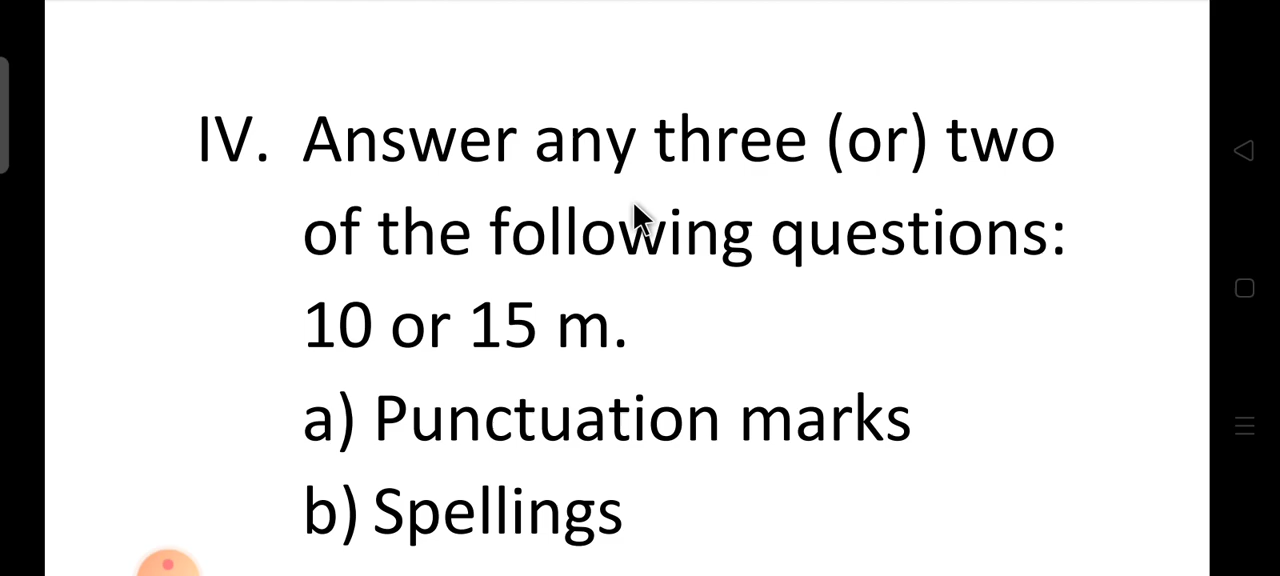 IV. Answer any three (or) two
of the following questions:
10 or 15 m.
a) Punctuation marks
b) Spellings